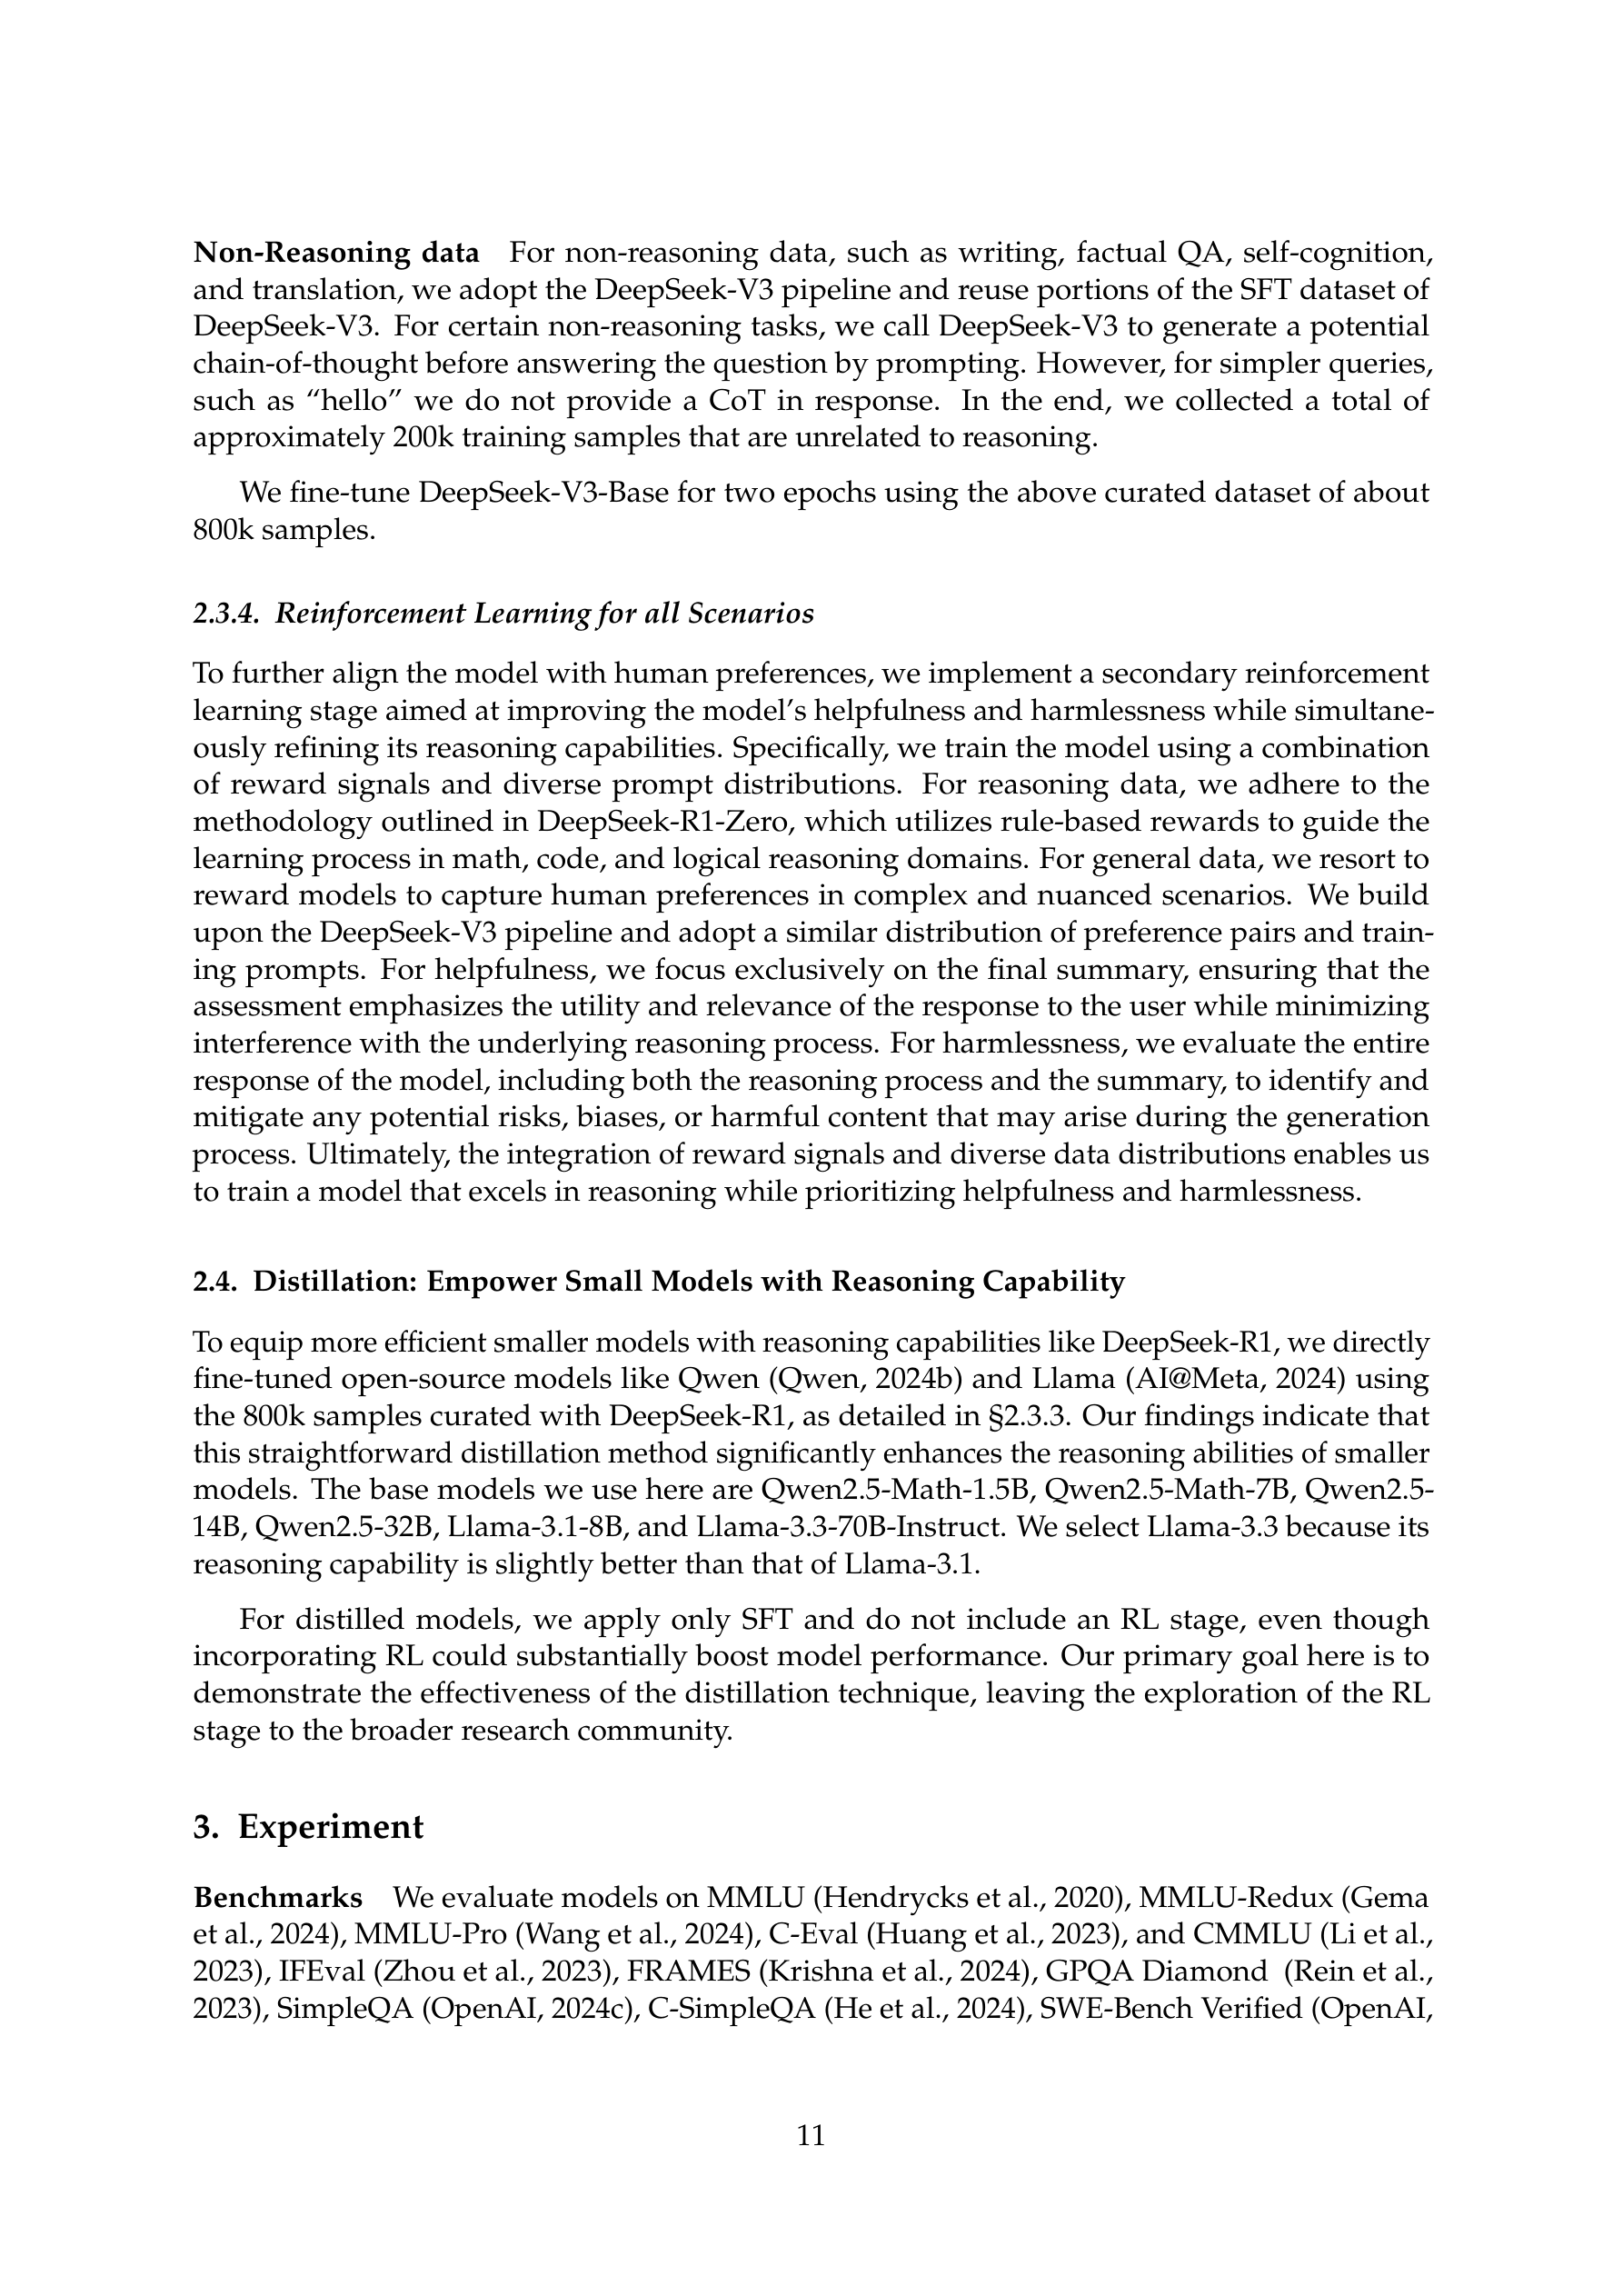 Non-Reasoning data For non-reasoning data, such as writing, factual QA, self-cognition,
and translation, we adopt the DeepSeek-V3 pipeline and reuse portions of the SFT dataset of
DeepSeek-V3. For certain non-reasoning tasks, we call DeepSeek-V3 to generate a potential
chain-of-thought before answering the question by prompting. However, for simpler queries,
such as “hello” we do not provide a CoT in response. In the end, we collected a total of
approximately 200k training samples that are unrelated to reasoning.
We fine-tune DeepSeek-V3-Base for two epochs using the above curated dataset of about
800k samples.
2.3.4. Reinforcement Learning for all Scenarios
To further align the model with human preferences, we implement a secondary reinforcement
learning stage aimed at improving the model’s helpfulness and harmlessness while simultane-
ously refining its reasoning capabilities. Specifically, we train the model using a combination
of reward signals and diverse prompt distributions. For reasoning data, we adhere to the
methodology outlined in DeepSeek-R1-Zero, which utilizes rule-based rewards to guide the
learning process in math, code, and logical reasoning domains. For general data, we resort to
reward models to capture human preferences in complex and nuanced scenarios. We build
upon the DeepSeek-V3 pipeline and adopt a similar distribution of preference pairs and train-
ing prompts. For helpfulness, we focus exclusively on the final summary, ensuring that the
assessment emphasizes the utility and relevance of the response to the user while minimizing
interference with the underlying reasoning process. For harmlessness, we evaluate the entire
response of the model, including both the reasoning process and the summary, to identify and
mitigate any potential risks, biases, or harmful content that may arise during the generation
process. Ultimately, the integration of reward signals and diverse data distributions enables us
to train a model that excels in reasoning while prioritizing helpfulness and harmlessness.
2.4. Distillation: Empower Small Models with Reasoning Capability
To equip more efficient smaller models with reasoning capabilities like DeepSeek-R1, we directly
fine-tuned open-source models like Qwen (Qwen, 2024b) and Llama (AI@Meta, 2024) using
the 800k samples curated with DeepSeek-R1, as detailed in §2.3.3. Our findings indicate that
this straightforward distillation method significantly enhances the reasoning abilities of smaller
models. The base models we use here are Qwen2.5-Math-1.5B, Qwen2.5-Math-7B, Qwen2.5-
14B, Qwen2.5-32B, Llama-3.1-8B, and Llama-3.3-70B-Instruct. We select Llama-3.3 because its
reasoning capability is slightly better than that of Llama-3.1.
For distilled models, we apply only SFT and do not include an RL stage, even though
incorporating RL could substantially boost model performance. Our primary goal here is to
demonstrate the effectiveness of the distillation technique, leaving the exploration of the RL
stage to the broader research community.
3. Experiment
Benchmarks We evaluate models on MMLU (Hendrycks et al., 2020), MMLU-Redux (Gema
et al., 2024), MMLU-Pro (Wang et al., 2024), C-Eval (Huang et al., 2023), and CMMLU (Li et al.,
2023), IFEval (Zhou et al., 2023), FRAMES (Krishna et al., 2024), GPQA Diamond (Rein et al.,
2023), SimpleQA (OpenAI, 2024c), C-SimpleQA (He et al., 2024), SWE-Bench Verified (OpenAI,
11